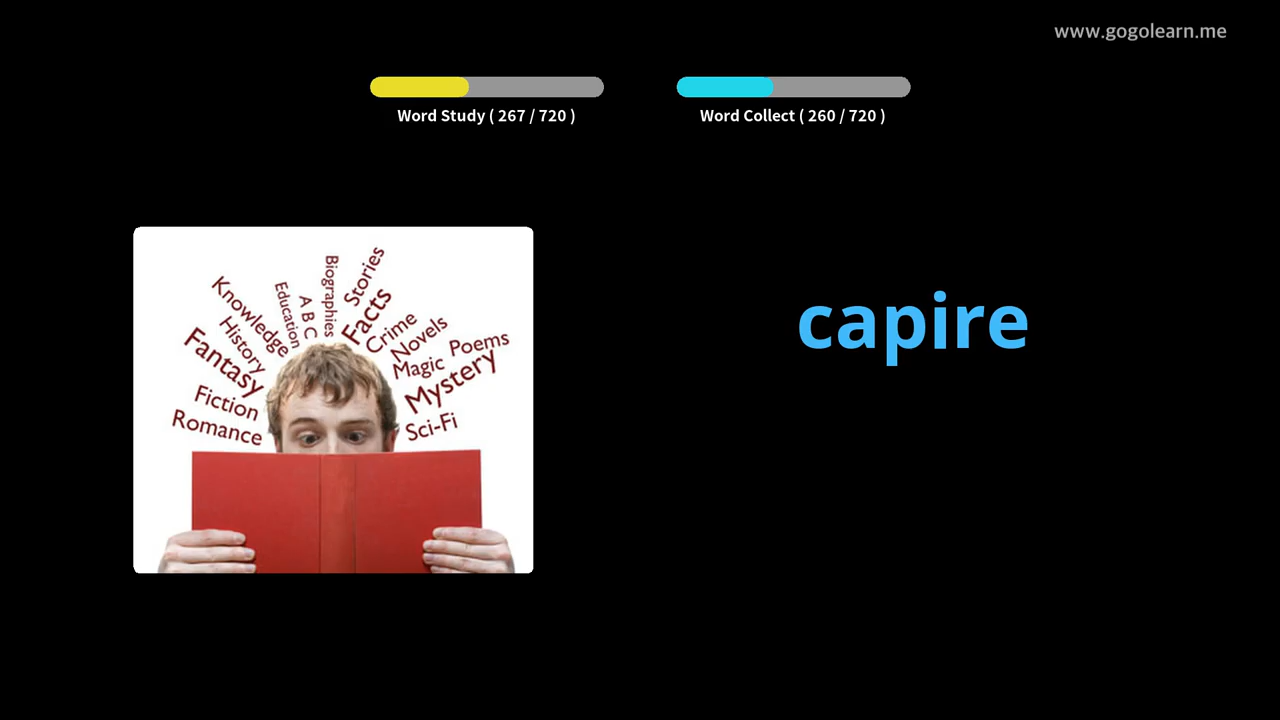 www.gogolearn.me
Word Study ( 267 / 720 )
Word Collect ( 260 / 720 )
Romance
Fiction
Fantasy
History
Knowledge
Education
A B C
Biographies
Stories
Facts
Crime
Novels
Magic
Poems
Mystery
Sci-Fi
capire